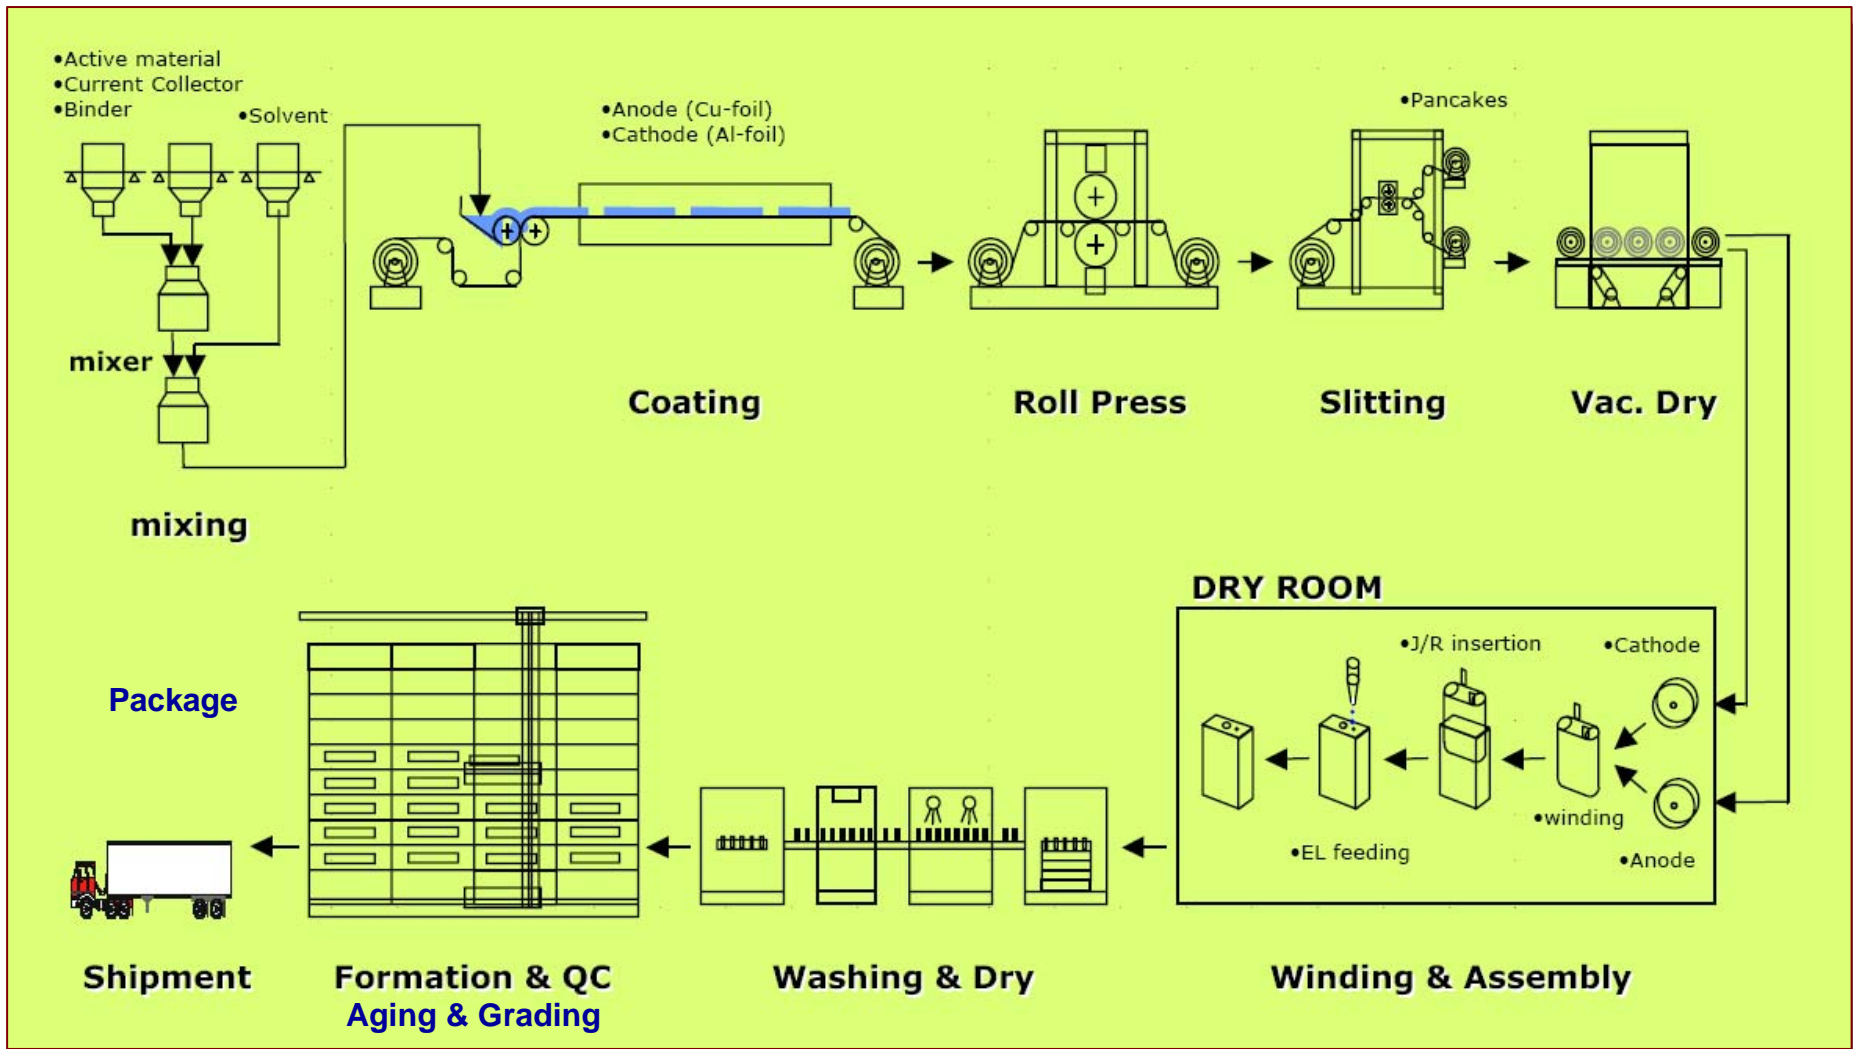 •Active material
•Current Collector
•Binder
•Solvent
•Anode (Cu-foil)
•Cathode (Al-foil)
•Pancakes
mixer
Coating
Roll Press
Slitting
Vac. Dry
mixing
DRY ROOM
•J/R insertion
•Cathode
Package
•winding
•EL feeding
•Anode
Shipment
Formation & QC
Aging & Grading
Washing & Dry
Winding & Assembly